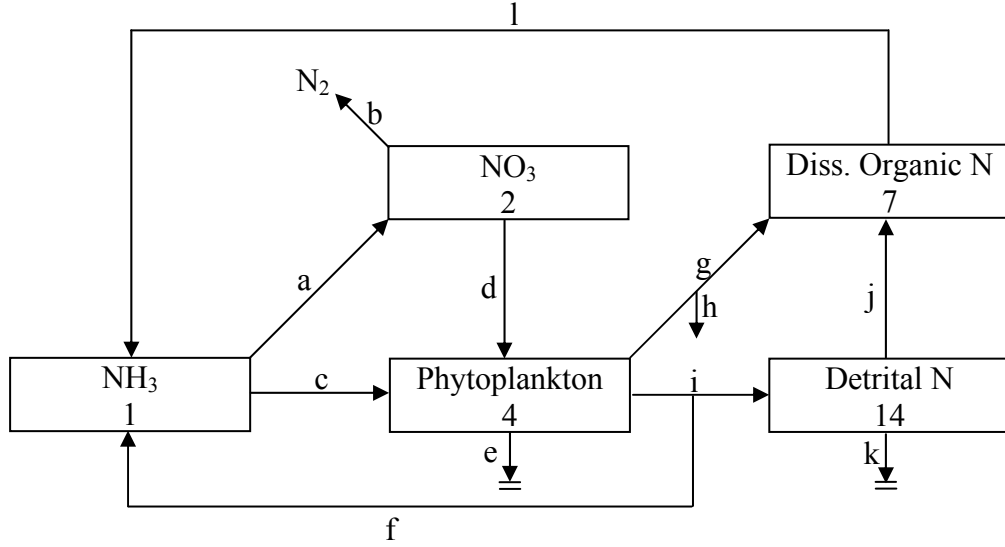 l
N₂
b
NO₃
2
Diss. Organic N
7
a
d
g
h
j
NH₃
1
c
Phytoplankton
4
i
Detrital N
14
e
k
f